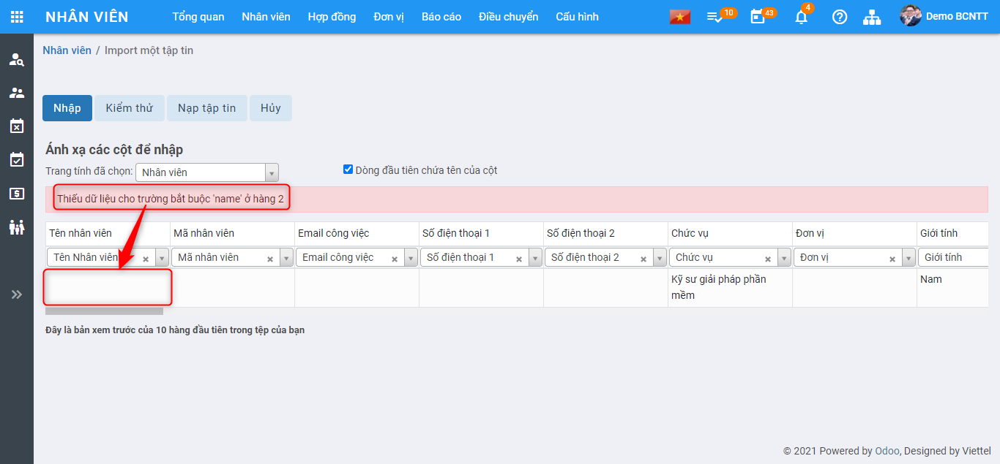 NHÂN VIÊN Tổng quan Nhân viên Hợp đồng Đơn vị Báo cáo Điều chuyển Cấu hình 10 43 4 Demo BCNTT
Nhân viên / Import một tập tin
Nhập Kiểm thử Nạp tập tin Hủy
Ánh xạ các cột để nhập
Trang tính đã chọn: Nhân viên Dòng đầu tiên chứa tên của cột
Thiếu dữ liệu cho trường bắt buộc 'name' ở hàng 2
Tên nhân viên Mã nhân viên Email công việc Số điện thoại 1 Số điện thoại 2 Chức vụ Đơn vị Giới tính
Tên Nhân viên Mã nhân viên Email công việc Số điện thoại 1 Số điện thoại 2 Chức vụ Đơn vị Giới tính
Kỹ sư giải pháp phần Nam
mềm
Đây là bản xem trước của 10 hàng đầu tiên trong tệp của bạn
© 2021 Powered by Odoo, Designed by Viettel